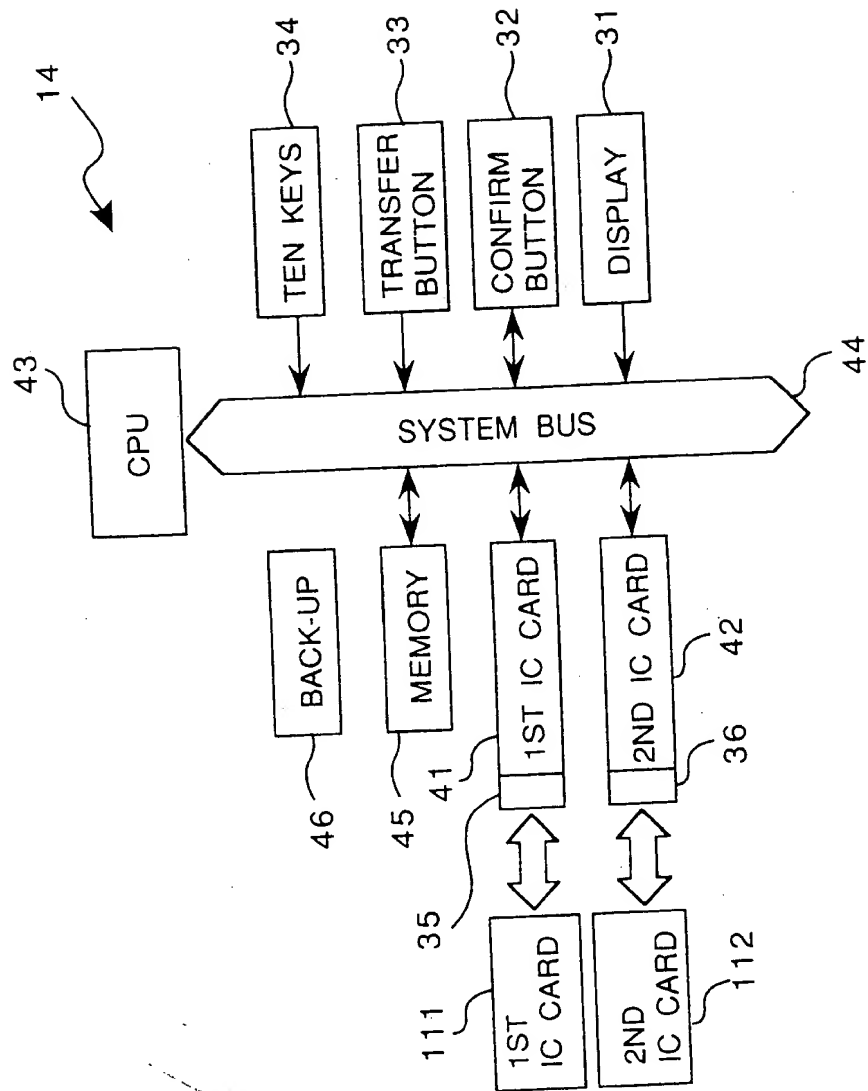 14
43
CPU
34
TEN KEYS
33
TRANSFER
BUTTON
32
CONFIRM
BUTTON
31
DISPLAY
44
SYSTEM BUS
46
BACK-UP
45
MEMORY
41
1ST IC CARD
35
42
2ND IC CARD
36
111
1ST
IC CARD
112
2ND
IC CARD